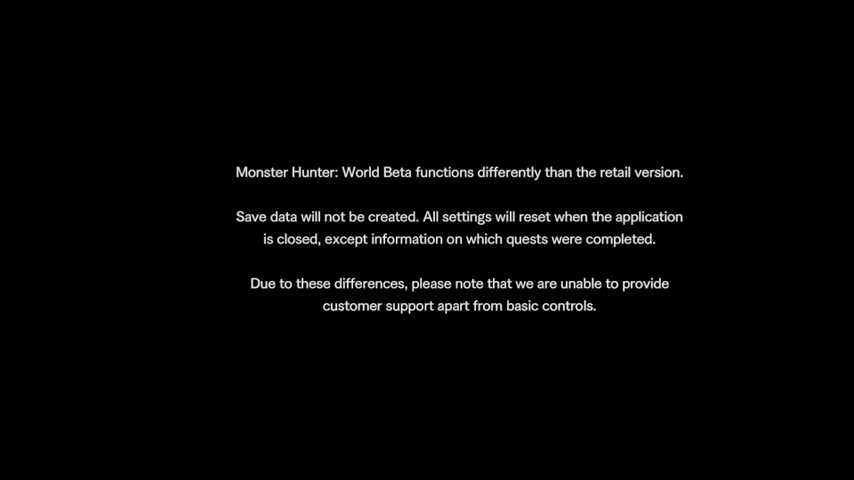 Monster Hunter: World Beta functions differently than the retail version.
Save data will not be created. All settings will reset when the application
is closed, except information on which quests were completed.
Due to these differences, please note that we are unable to provide
customer support apart from basic controls.